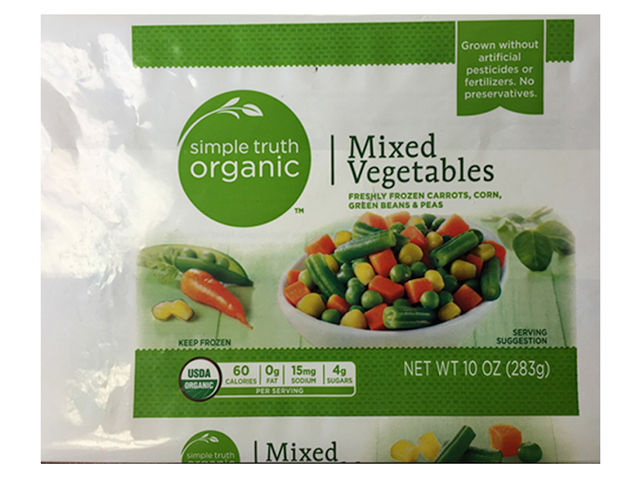 Grown without
artificial
pesticides or
fertilizers. No
preservatives.
simple truth
organic
TM
Mixed
Vegetables
FRESHLY FROZEN CARROTS, CORN,
GREEN BEANS & PEAS
KEEP FROZEN
SERVING
SUGGESTION
USDA
ORGANIC
60 CALORIES
0g FAT
15mg SODIUM
4g SUGARS
PER SERVING
NET WT 10 OZ (283g)
simple truth
organic
Mixed